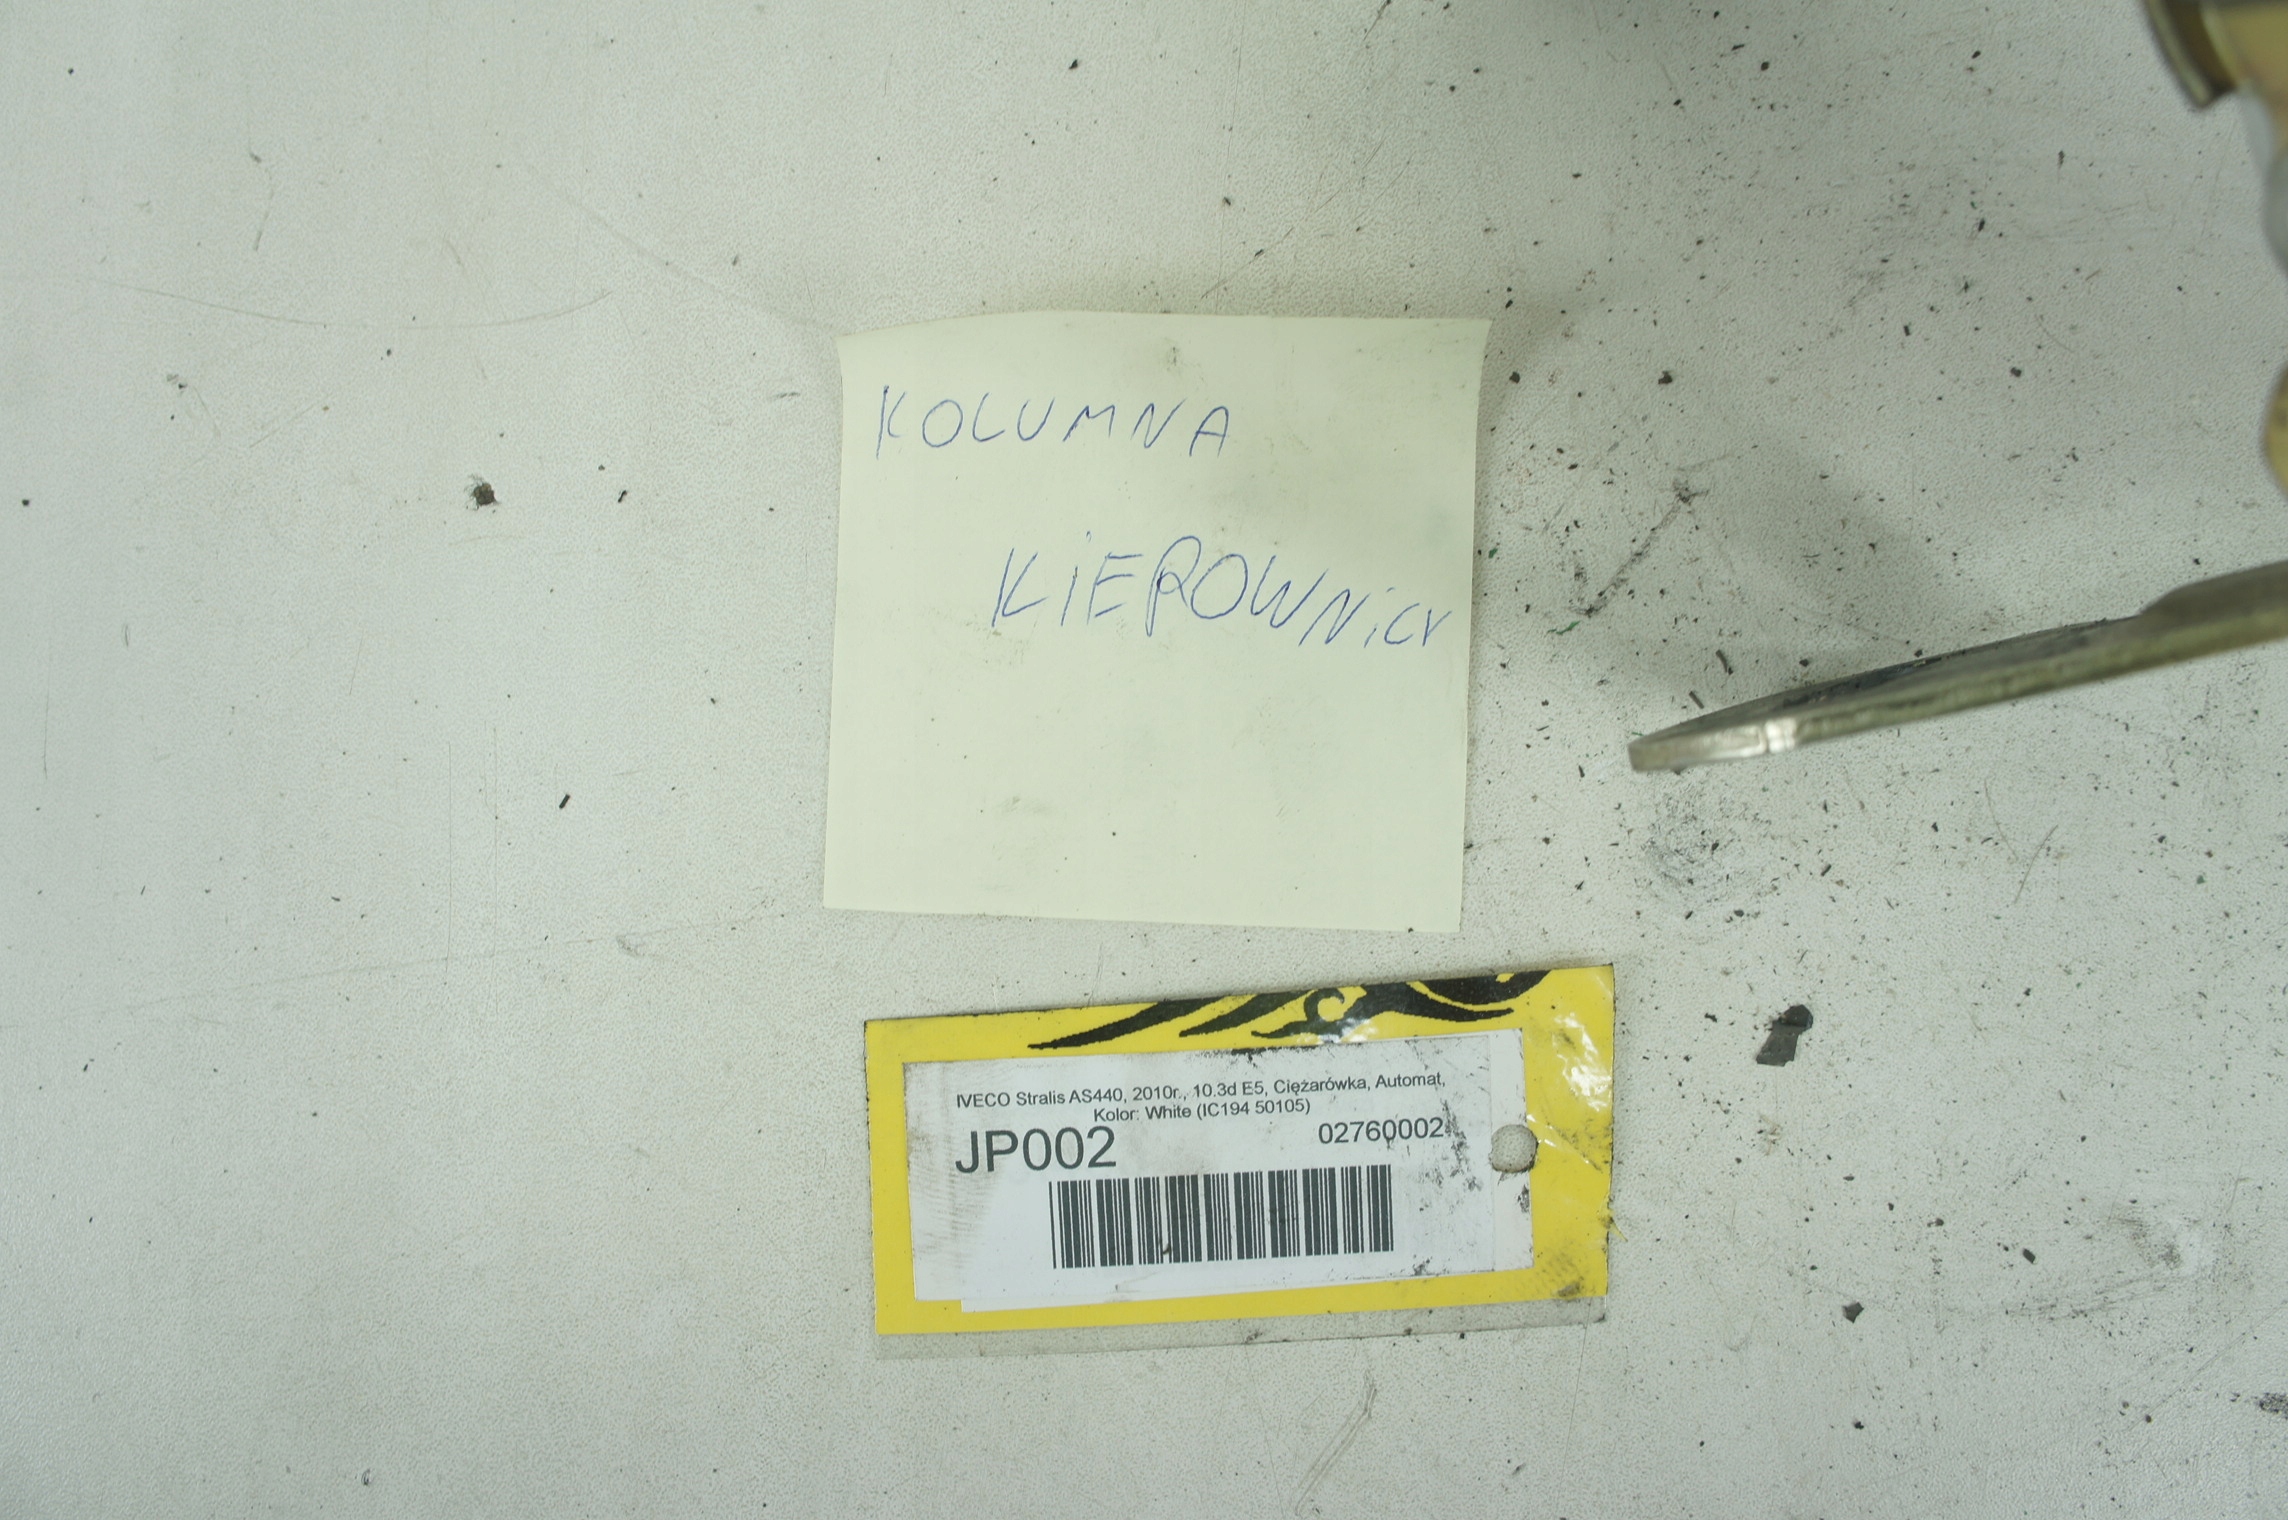 KOLUMNA
KiEROWNiCY
IVECO Stralis AS440, 2010r., 10.3d E5, Ciężarówka, Automat,
Kolor: White (IC194 50105)
JP002 02760002